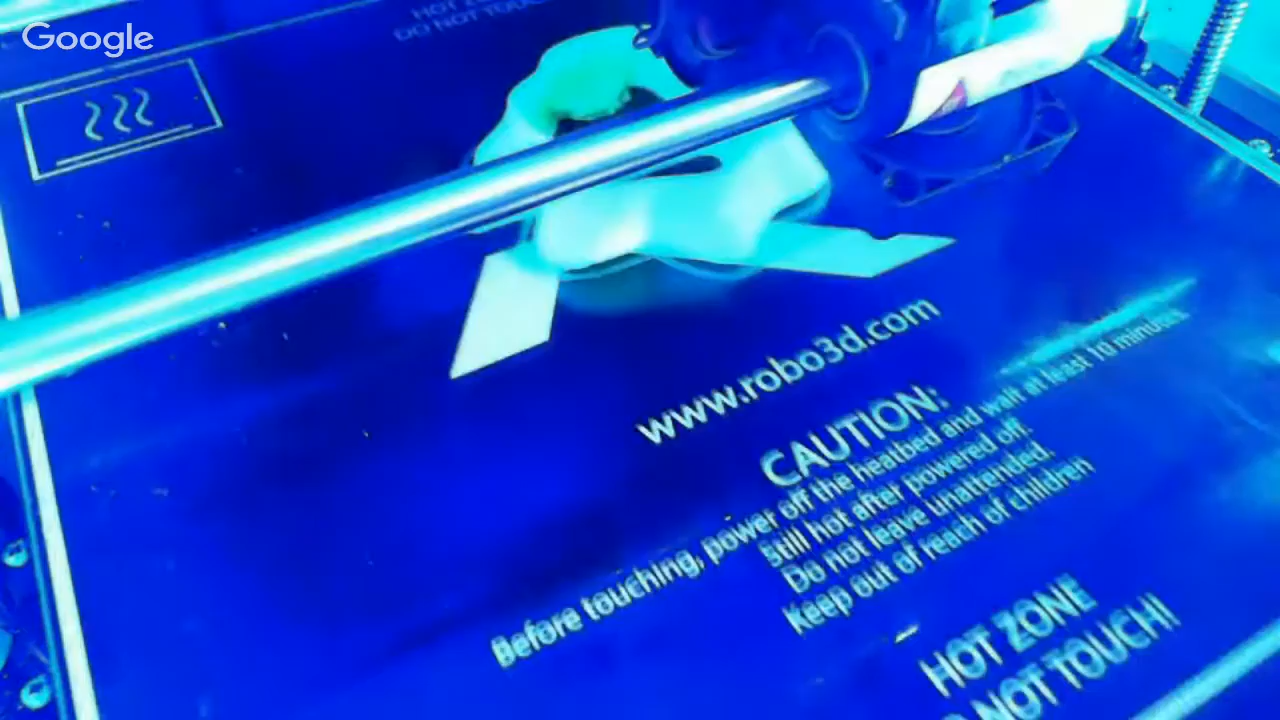 Google
HOT
DO NOT TOUCH
www.robo3d.com
CAUTION:
Before touching, power off the heatbed and wait at least 10 minutes.
Still hot after powered off.
Do not leave unattended.
Keep out of reach of children
HOT ZONE
NOT TOUCH!